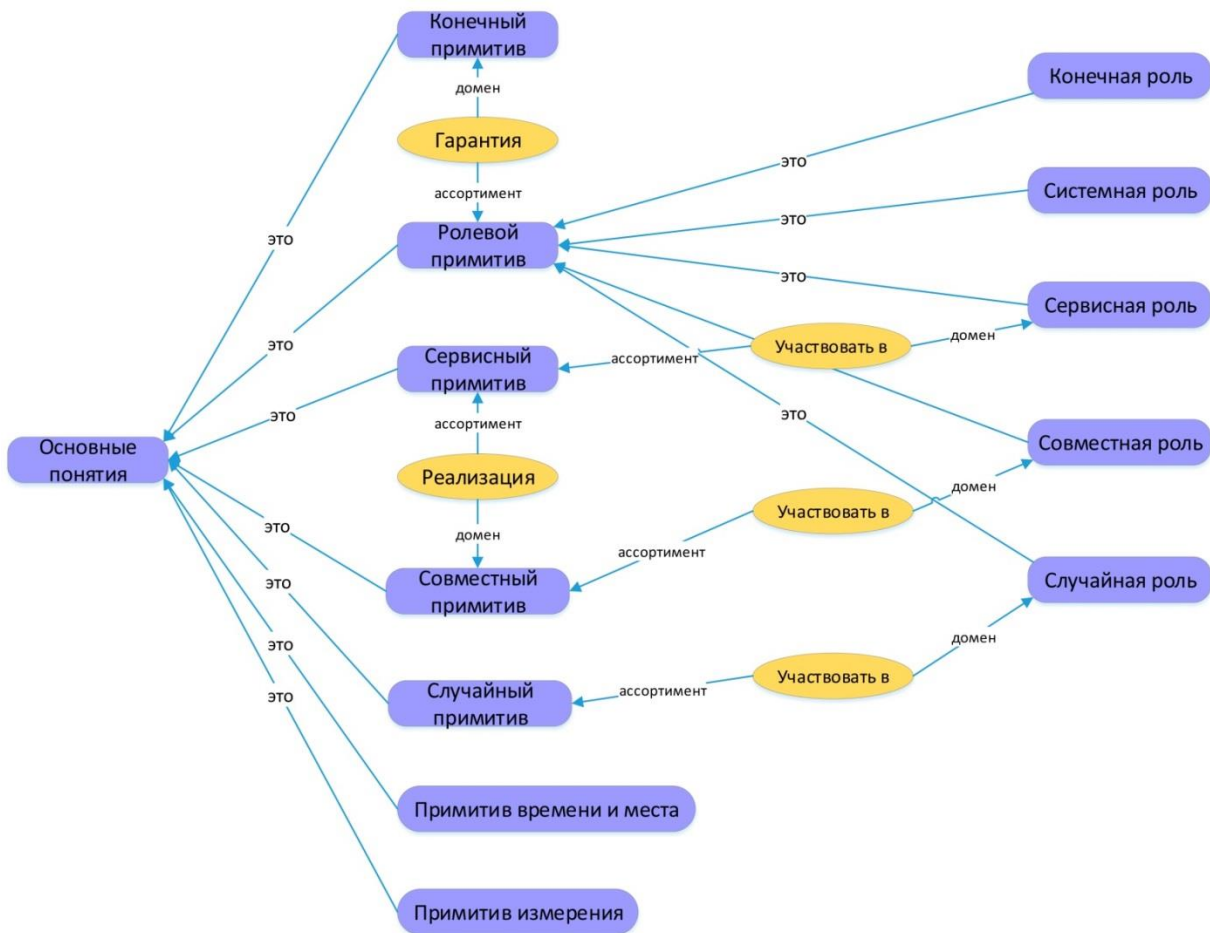 Конечный
примитив
домен
Гарантия
ассортимент
Ролевой
примитив
Сервисный
примитив
ассортимент
Реализация
домен
Совместный
примитив
Случайный
примитив
Примитив времени и места
Примитив измерения
Основные
понятия
это
это
это
это
это
это
это
Конечная роль
это
Системная роль
это
Сервисная роль
это
Участвовать в
домен
ассортимент
Совместная роль
это
Участвовать в
домен
ассортимент
Случайная роль
Участвовать в
домен
ассортимент